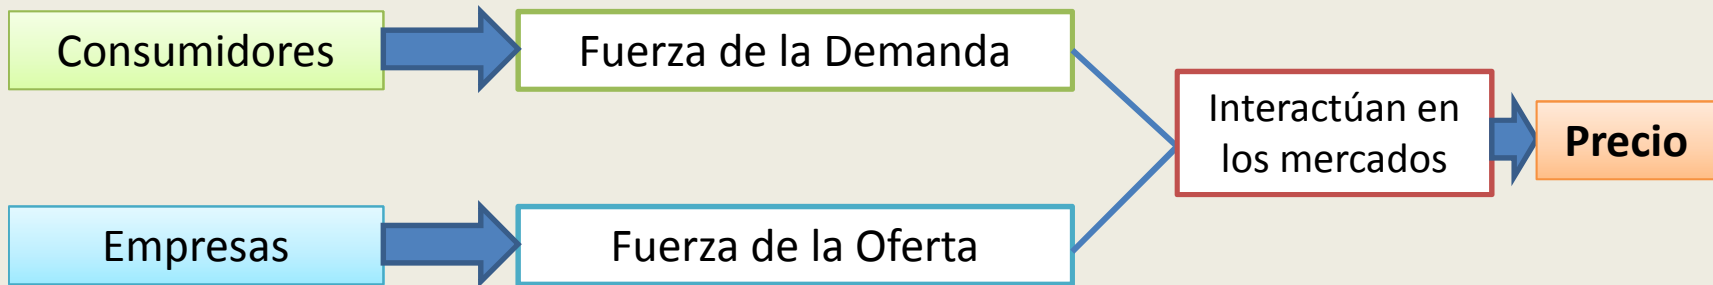 Consumidores
Fuerza de la Demanda
Interactúan en
los mercados
Precio
Empresas
Fuerza de la Oferta